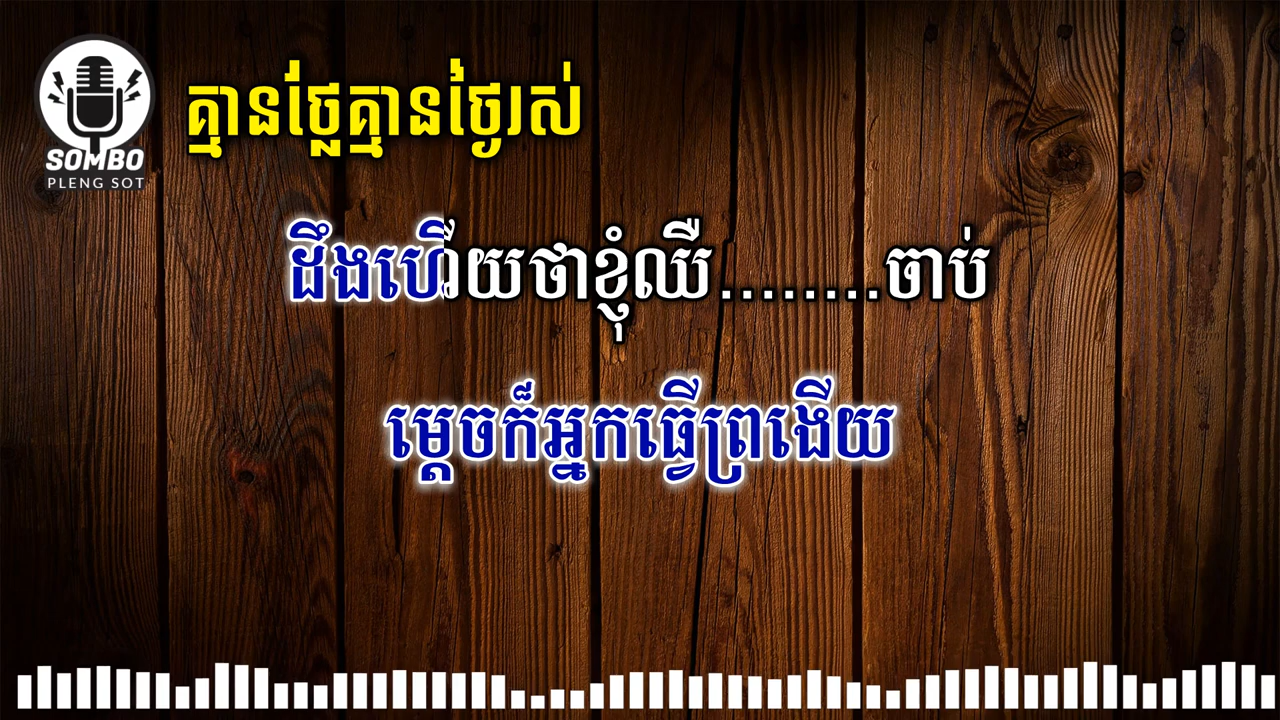 SOMBO
PLENG SOT
គ្មានថ្លៃគ្មានថ្ងៃរស់
ដឹងហើយថាខ្ញុំឈឺ........ចាប់
ម្ដេចក៏អ្នកធ្វើព្រងើយ